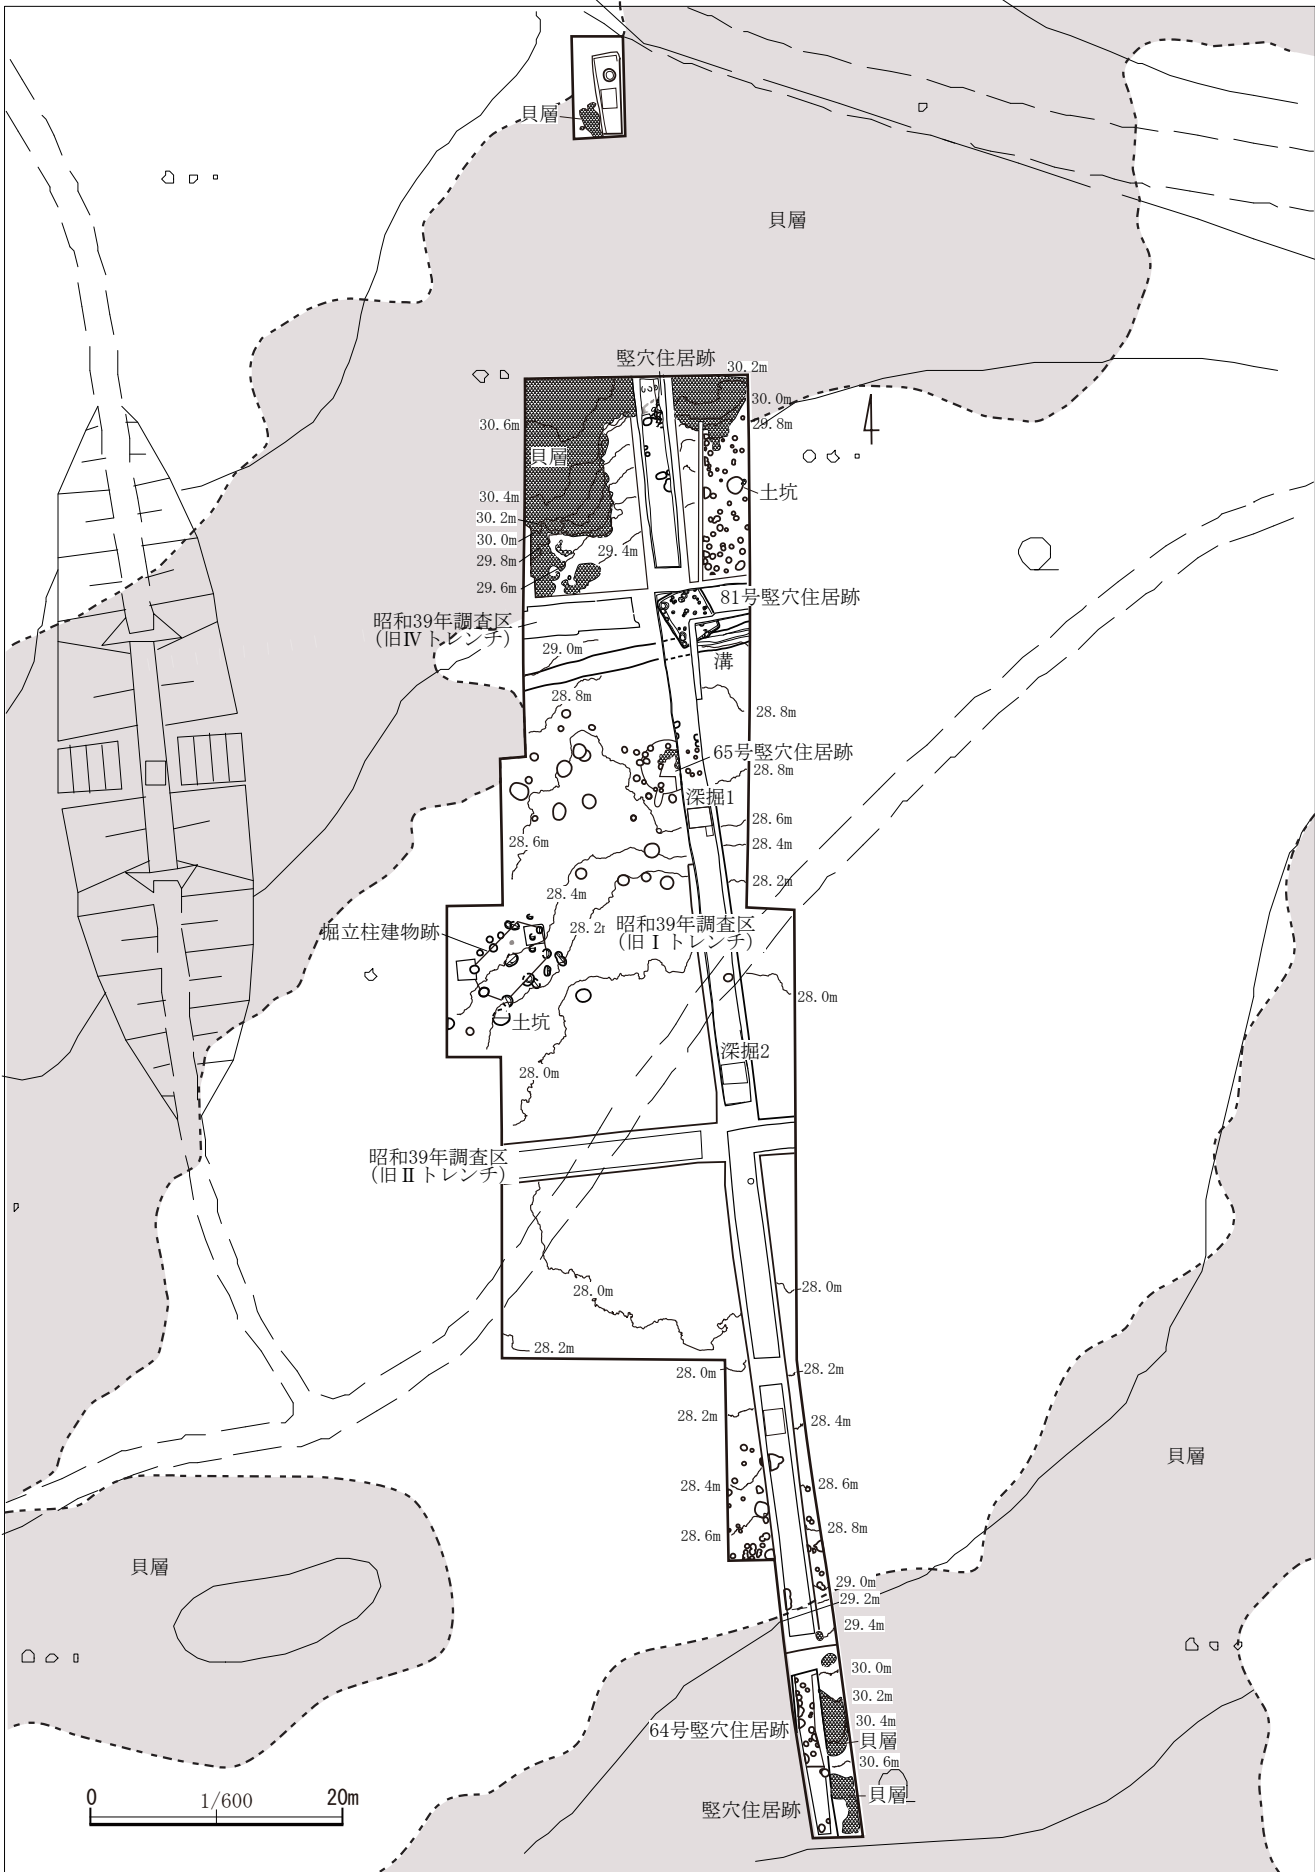 貝層
貝層
竪穴住居跡
30.2m
30.0m
29.8m
30.6m
貝層
30.4m
土坑
30.2m
30.0m
29.4m
29.8m
29.6m
81号竪穴住居跡
昭和39年調査区
(旧Ⅳトレンチ)
29.0m
溝
28.8m
28.8m
65号竪穴住居跡
28.8m
深掘1
28.6m
28.6m
28.4m
28.2m
28.4m
掘立柱建物跡
28.2
昭和39年調査区
(旧Ⅰトレンチ)
28.0m
土坑
深掘2
28.0m
昭和39年調査区
(旧Ⅱトレンチ)
28.0m
28.0m
28.2m
28.0m
28.2m
28.2m
28.4m
貝層
28.4m
28.6m
28.6m
28.8m
貝層
29.0m
29.2m
29.4m
30.0m
30.2m
30.4m
64号竪穴住居跡
貝層
30.6m
貝層
竪穴住居跡
0 1/600 20m